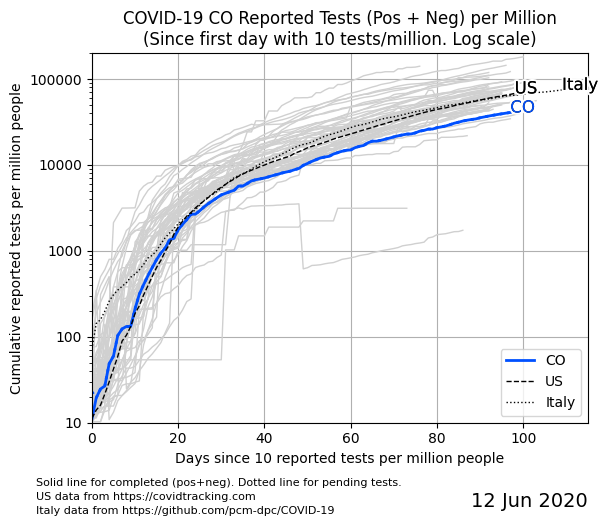 COVID-19 CO Reported Tests (Pos + Neg) per Million
(Since first day with 10 tests/million. Log scale)
Cumulative reported tests per million people
100000
10000
1000
100
10
US
Italy
CO
CO
US
Italy
0
20
40
60
80
100
Days since 10 reported tests per million people
Solid line for completed (pos+neg). Dotted line for pending tests.
US data from https://covidtracking.com
Italy data from https://github.com/pcm-dpc/COVID-19
12 Jun 2020